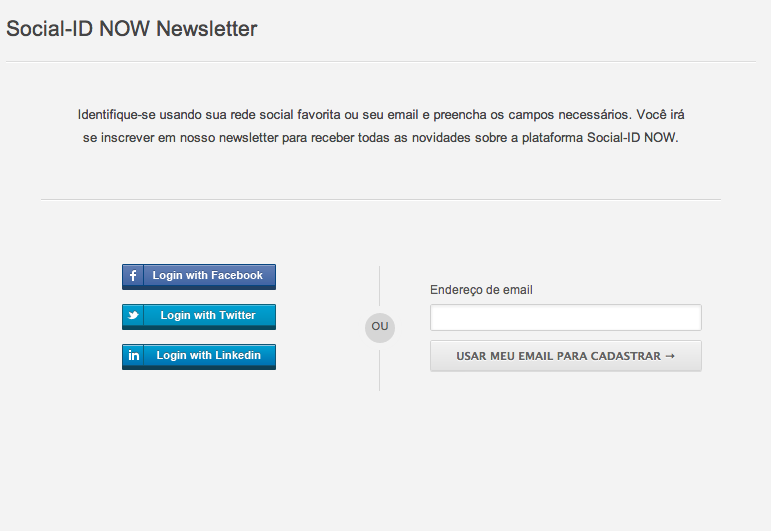 Social-ID NOW Newsletter
Identifique-se usando sua rede social favorita ou seu email e preencha os campos necessários. Você irá
se inscrever em nosso newsletter para receber todas as novidades sobre a plataforma Social-ID NOW.
f Login with Facebook
Login with Twitter
in Login with Linkedin
OU
Endereço de email
USAR MEU EMAIL PARA CADASTRAR →